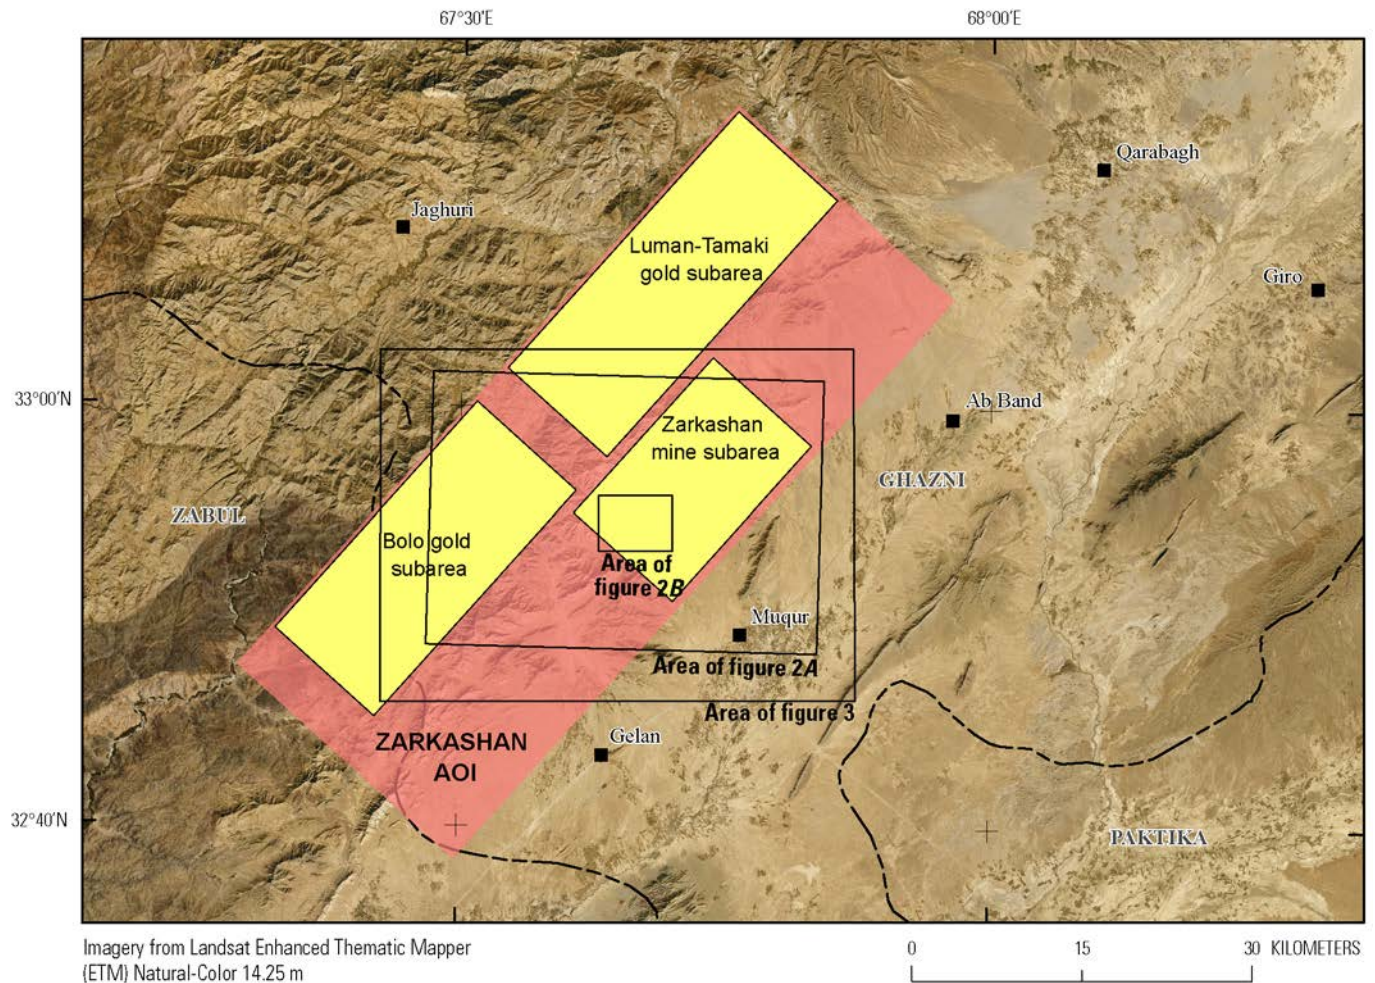 67°30′E
68°00′E
Qarabagh
Jaghuri
Luman-Tamaki
gold subarea
Giro
33°00′N
Ab Band
Zarkashan
mine subarea
GHAZNI
ZABUL
Bolo gold
subarea
Area of
figure 2B
Muqur
Area of figure 2A
Area of figure 3
Gelan
ZARKASHAN
AOI
32°40′N
PAKTIKA
Imagery from Landsat Enhanced Thematic Mapper
(ETM) Natural-Color 14.25 m
0 15 30 KILOMETERS